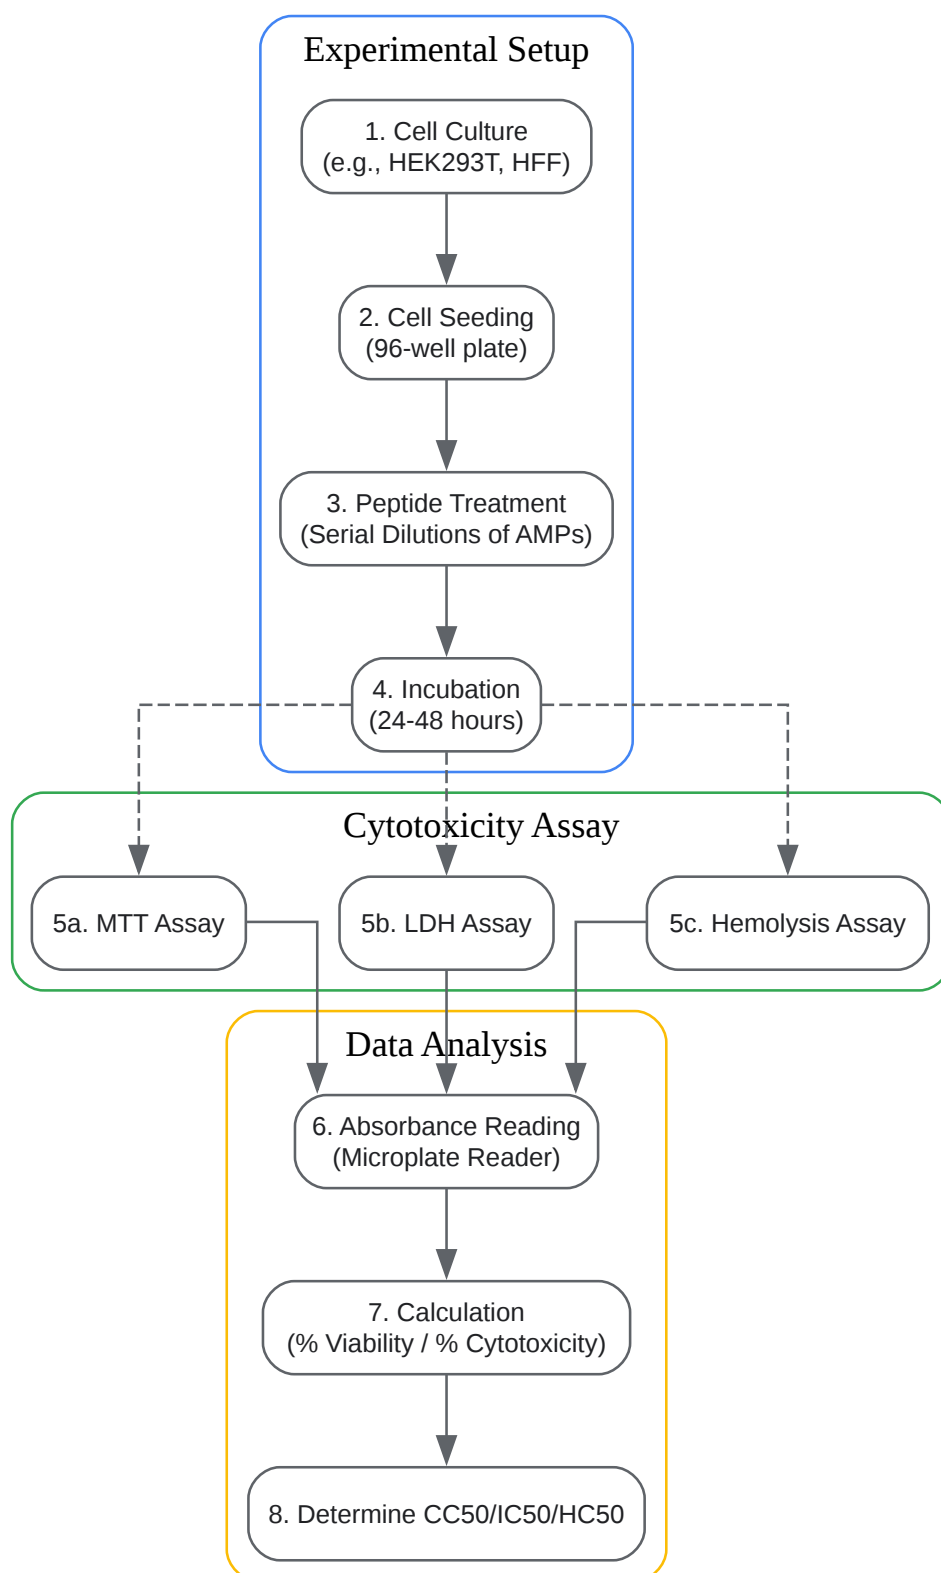 Experimental Setup
1. Cell Culture
(e.g., HEK293T, HFF)
2. Cell Seeding
(96-well plate)
3. Peptide Treatment
(Serial Dilutions of AMPs)
4. Incubation
(24-48 hours)
Cytotoxicity Assay
5a. MTT Assay
5b. LDH Assay
5c. Hemolysis Assay
Data Analysis
6. Absorbance Reading
(Microplate Reader)
7. Calculation
(% Viability / % Cytotoxicity)
8. Determine CC50/IC50/HC50